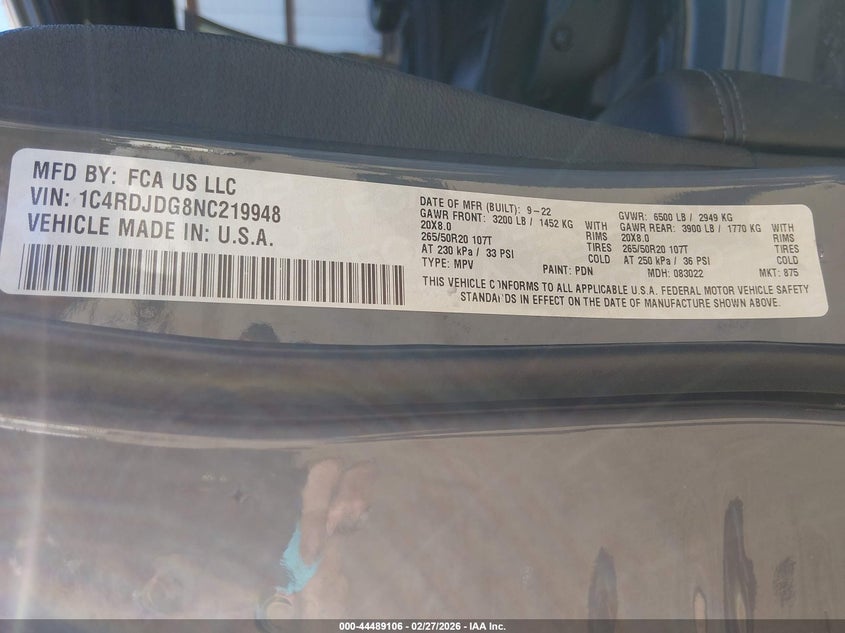 MFD BY: FCA US LLC
VIN: 1C4RDJDG8NC219948
VEHICLE MADE IN: U.S.A.
DATE OF MFR (BUILT): 9-22
GAWR FRONT: 3200 LB / 1452 KG WITH
20X8.0 RIMS
265/50R20 107T TIRES
AT 230 kPa / 33 PSI COLD
TYPE: MPV PAINT: PDN
GVWR: 6500 LB / 2949 KG
GAWR REAR: 3900 LB / 1770 KG WITH
20X8.0 RIMS
265/50R20 107T TIRES
AT 250 kPa / 36 PSI COLD
MDH: 083022 MKT: 875
THIS VEHICLE CONFORMS TO ALL APPLICABLE U.S.A. FEDERAL MOTOR VEHICLE SAFETY
STANDARDS IN EFFECT ON THE DATE OF MANUFACTURE SHOWN ABOVE.
000-44489106 - 02/27/2026 - IAA Inc.